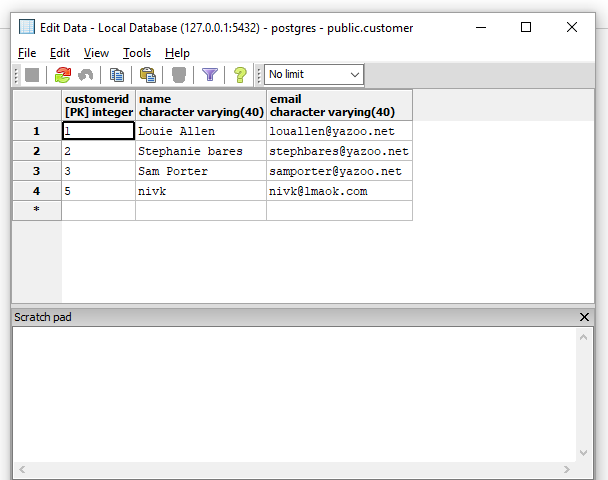 Edit Data - Local Database (127.0.0.1:5432) - postgres - public.customer
File Edit View Tools Help
No limit
customerid name email
[PK] integer character varying(40) character varying(40)
1 1 Louie Allen louallen@yazoo.net
2 2 Stephanie bares stephbares@yazoo.net
3 3 Sam Porter samporter@yazoo.net
4 5 nivk nivk@lmaok.com
*
Scratch pad